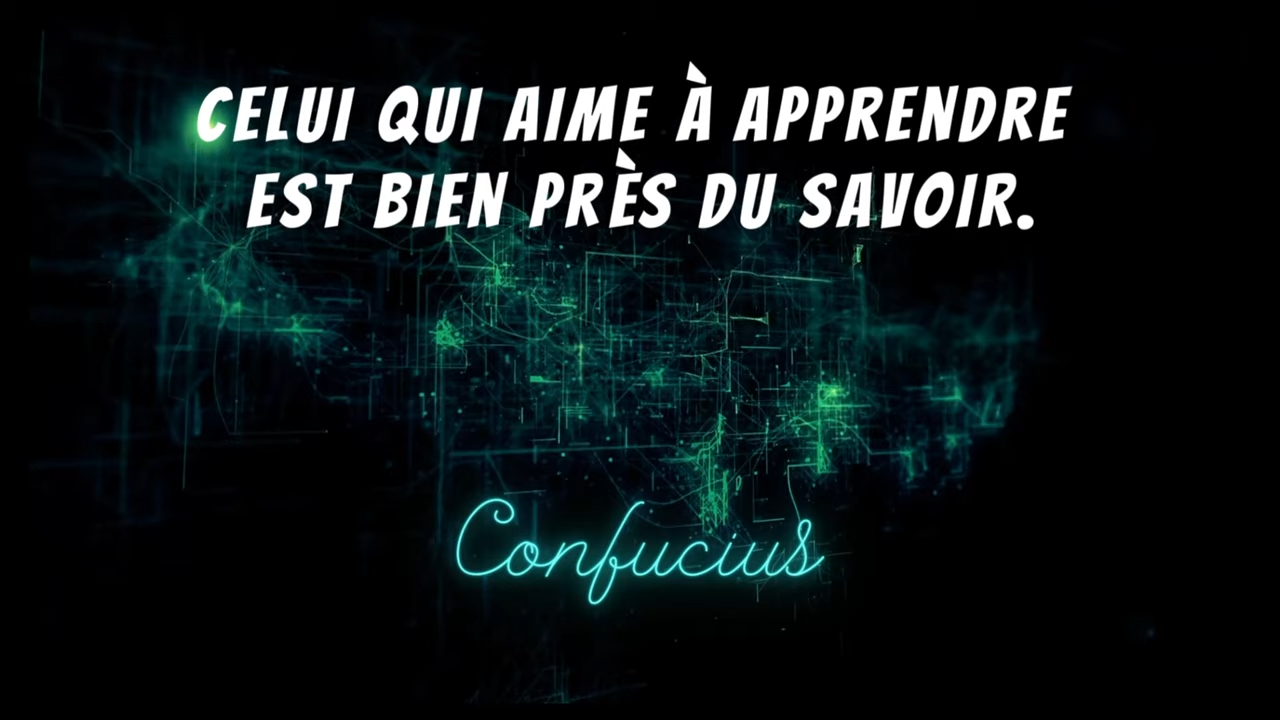 CELUI QUI AIME À APPRENDRE
EST BIEN PRÈS DU SAVOIR.
Confucius